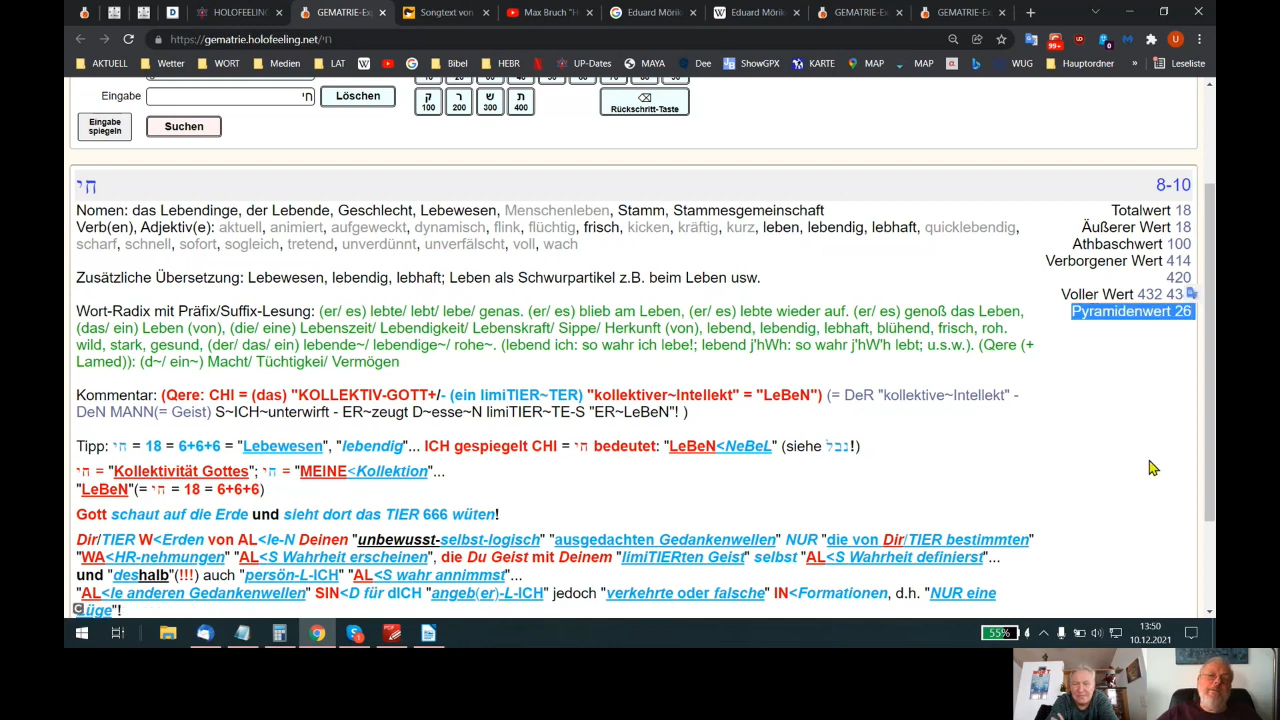 HOLOFEELING
GEMATRIE-Exp
Songtext von
Max Bruch "H
Eduard Mörik
Eduard Mörik
GEMATRIE-Ex
GEMATRIE-Ex
https://gematrie.holofeeling.net/חי
AKTUELL
Wetter
WORT
Medien
LAT
UP-Dates
Bibel
HEBR
MAYA
Dee
ShowGPX
KARTE
MAP
MAP
WUG
Hauptordner
»
Leseliste
Eingabe
חי
Löschen
ק
100
ר
200
ש
300
ת
400
Rückschritt-Taste
Eingabe
spiegeln
Suchen
חי
8-10
Nomen: das Lebendinge, der Lebende, Geschlecht, Lebewesen, Menschenleben, Stamm, Stammesgemeinschaft
Verb(en), Adjektiv(e): aktuell, animiert, aufgeweckt, dynamisch, flink, flüchtig, frisch, kicken, kräftig, kurz, leben, lebendig, lebhaft, quicklebendig,
scharf, schnell, sofort, sogleich, tretend, unverdünnt, unverfälscht, voll, wach
Zusätzliche Übersetzung: Lebewesen, lebendig, lebhaft; Leben als Schwurpartikel z.B. beim Leben usw.
Wort-Radix mit Präfix/Suffix-Lesung: (er/ es) lebte/ lebt/ lebe/ genas. (er/ es) blieb am Leben, (er/ es) lebte wieder auf. (er/ es) genoß das Leben,
(das/ ein) Leben (von), (die/ eine) Lebenszeit/ Lebendigkeit/ Lebenskraft/ Sippe/ Herkunft (von), lebend, lebendig, lebhaft, blühend, frisch, roh.
wild, stark, gesund, (der/ das/ ein) lebende~/ lebendige~/ rohe~. (lebend ich: so wahr ich lebe!; lebend j'hWh: so wahr j'hW'h lebt; u.s.w.). (Qere (+
Lamed)): (d~/ ein~) Macht/ Tüchtigkei/ Vermögen
Kommentar: (Qere: CHI = (das) "KOLLEKTIV-GOTT+/- (ein limiTIER~TER) "kollektiver~Intellekt" = "LeBeN") (= DeR "kollektive~Intellekt" -
DeN MANN(= Geist) S~ICH~unterwirft - ER~zeugt D~esse~N limiTIER~TE-S "ER~LeBeN"! )
Tipp: חי = 18 = 6+6+6 = "Lebewesen", "lebendig"... ICH gespiegelt CHI = חי bedeutet: "LeBeN<NeBeL" (siehe נבל!)
חי = "Kollektivität Gottes"; חי = "MEINE<Kollektion"...
"LeBeN"(= חי = 18 = 6+6+6)
Gott schaut auf die Erde und sieht dort das TIER 666 wüten!
Dir/TIER W<Erden von AL<le-N Deinen "unbewusst-selbst-logisch" "ausgedachten Gedankenwellen" NUR "die von Dir/TIER bestimmten"
"WA<HR-nehmungen" "AL<S Wahrheit erscheinen", die Du Geist mit Deinem "limiTIERten Geist" selbst "AL<S Wahrheit definierst"...
und "deshalb"(!!!) auch "persön-L-ICH" "AL<S wahr annimmst"...
"AL<le anderen Gedankenwellen" SIN<D für dICH "angeb(er)-L-ICH" jedoch "verkehrte oder falsche" IN<Formationen, d.h. "NUR eine
Lüge"!
Totalwert 18
Äußerer Wert 18
Athbaschwert 100
Verborgener Wert 414
420
Voller Wert 432 43
Pyramidenwert 26
55%
13:50
10.12.2021